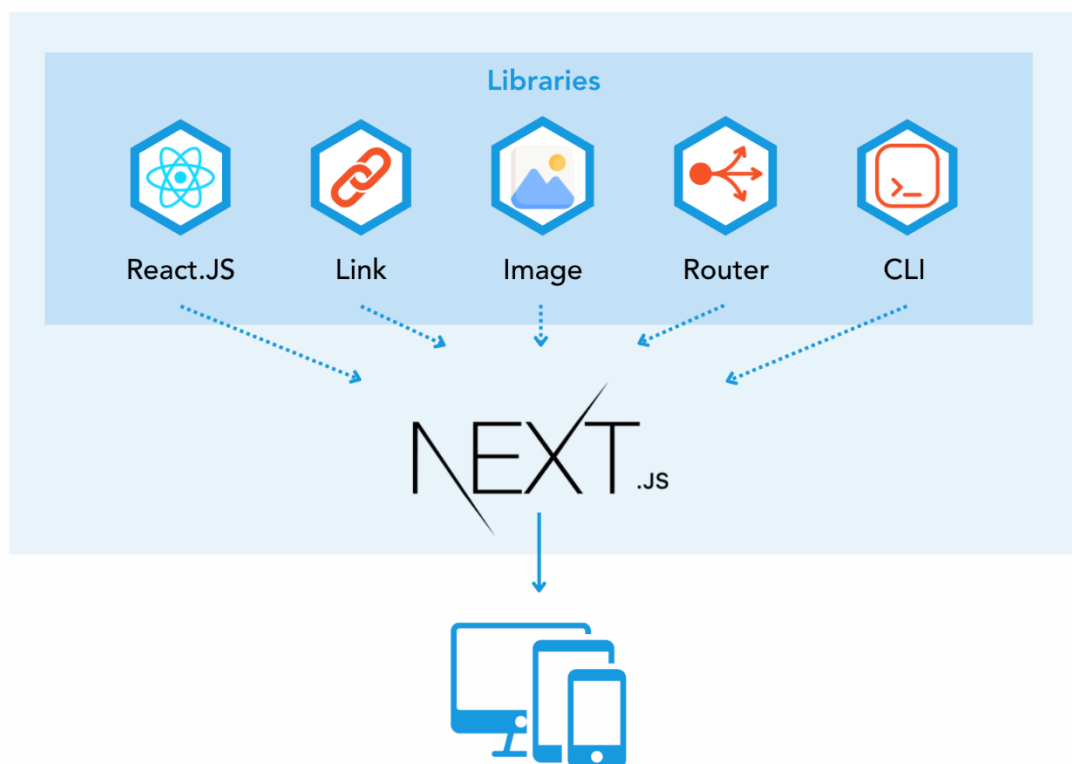 Libraries
React.JS
Link
Image
Router
CLI
NEXT.JS